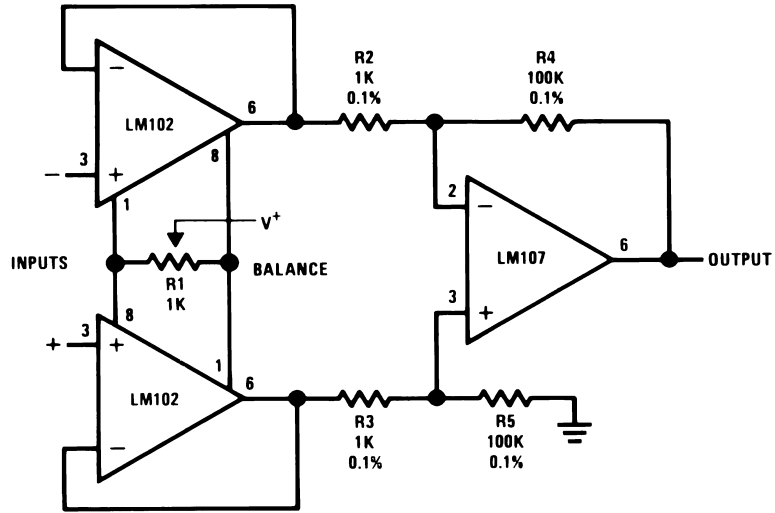 R2
1K
0.1%
R4
100K
0.1%
−
LM102
6
8
− 3 +
1
2 −
V+
INPUTS
R1
1K
BALANCE
LM107
6
OUTPUT
8
3 +
+ 3 +
1
6
LM102
−
R3
1K
0.1%
R5
100K
0.1%